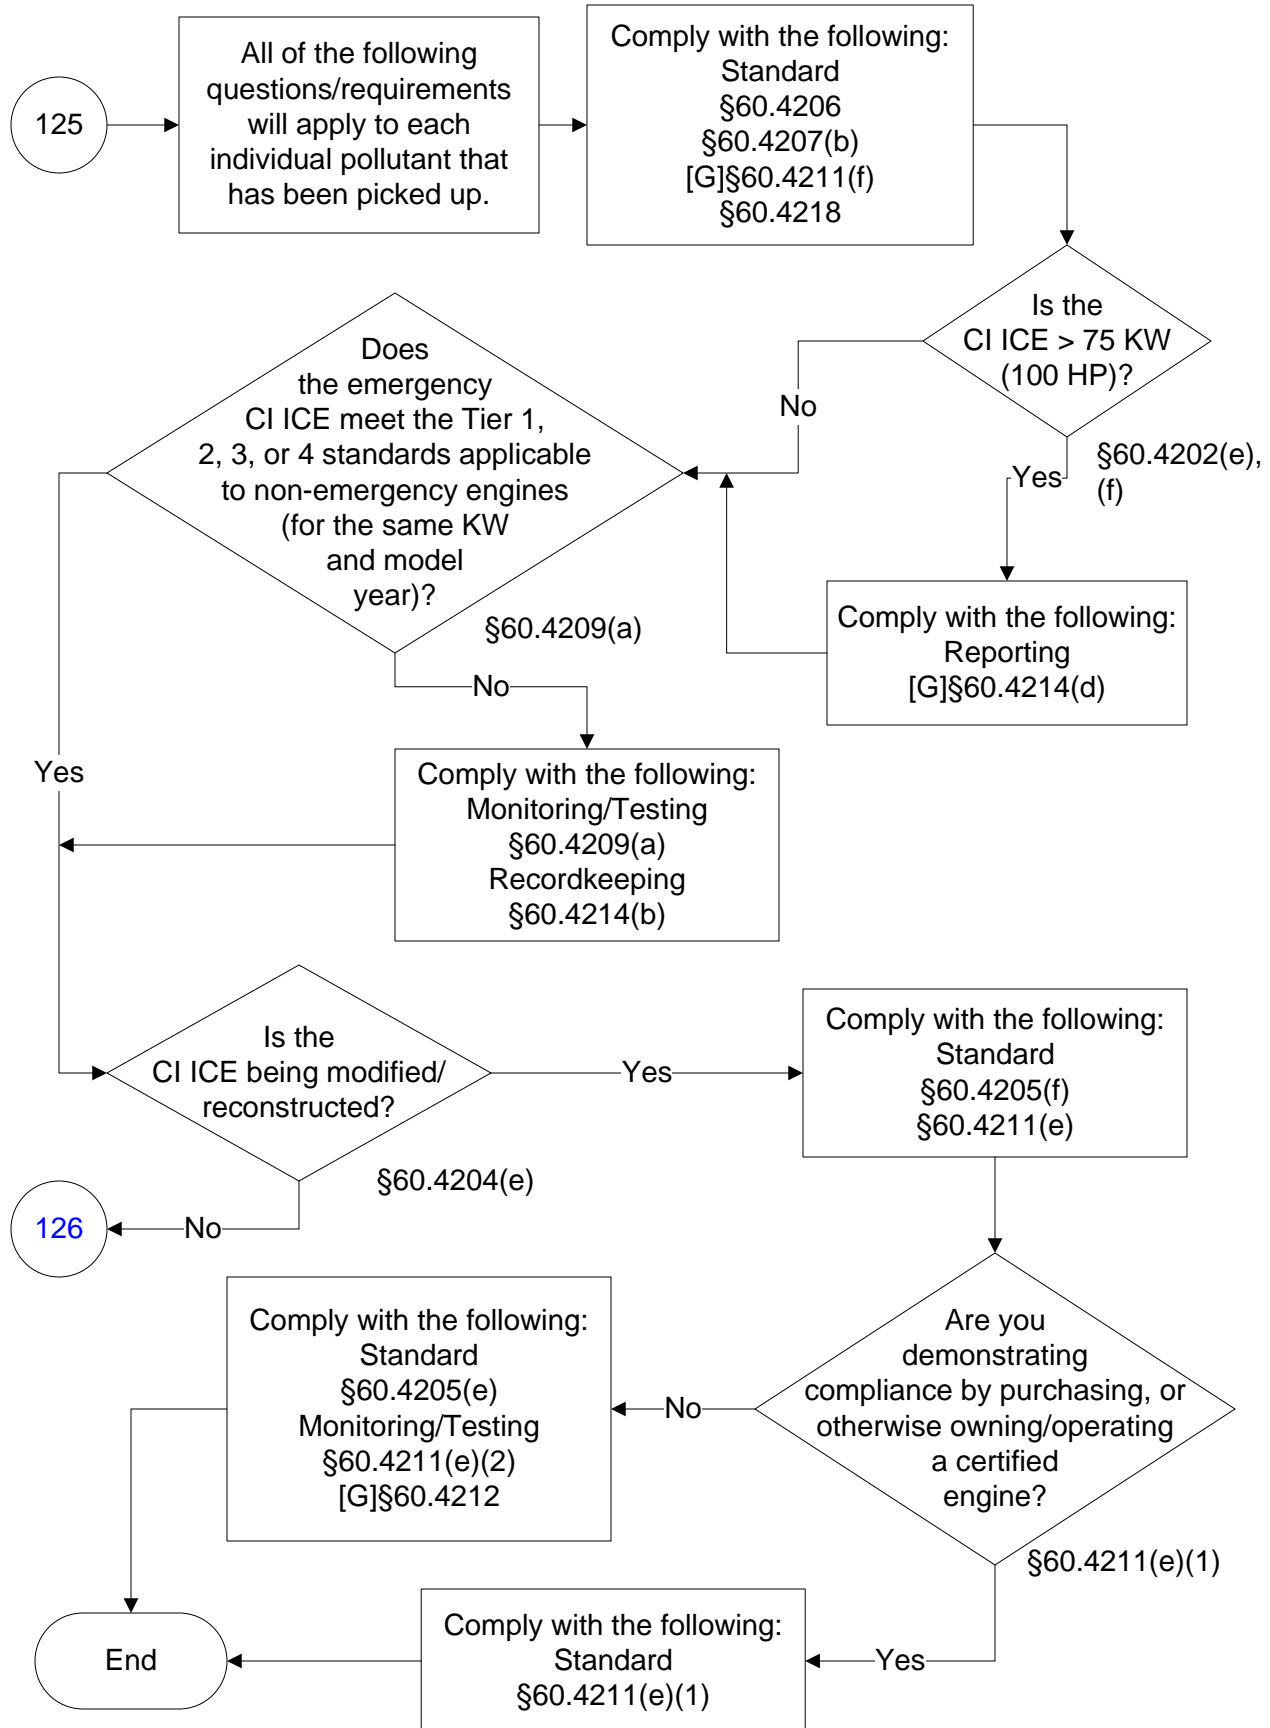 125
All of the following
questions/requirements
will apply to each
individual pollutant that
has been picked up.
Comply with the following:
Standard
§60.4206
§60.4207(b)
[G]§60.4211(f)
§60.4218
Is the
CI ICE > 75 KW
(100 HP)?
No
Yes
§60.4202(e),
(f)
Comply with the following:
Reporting
[G]§60.4214(d)
Does
the emergency
CI ICE meet the Tier 1,
2, 3, or 4 standards applicable
to non-emergency engines
(for the same KW
and model
year)?
§60.4209(a)
No
Yes
Comply with the following:
Monitoring/Testing
§60.4209(a)
Recordkeeping
§60.4214(b)
Is the
CI ICE being modified/
reconstructed?
§60.4204(e)
Yes
No
126
Comply with the following:
Standard
§60.4205(f)
§60.4211(e)
Are you
demonstrating
compliance by purchasing, or
otherwise owning/operating
a certified
engine?
§60.4211(e)(1)
No
Comply with the following:
Standard
§60.4205(e)
Monitoring/Testing
§60.4211(e)(2)
[G]§60.4212
Yes
Comply with the following:
Standard
§60.4211(e)(1)
End